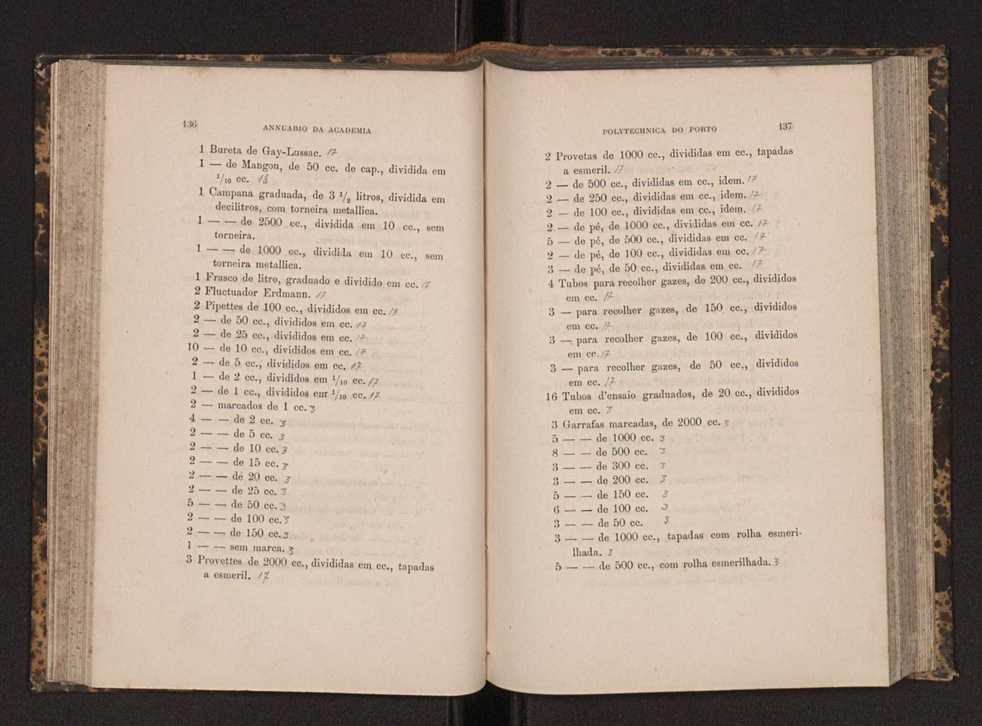 136
ANNUARIO DA ACADEMIA
1 Bureta de Gay-Lussac. 17
1 — de Mangon, de 50 cc. de cap., dividida em
1/10 cc. 18
1 Campana graduada, de 3 1/2 litros, dividida em
decilitros, com torneira metallica.
1 — — de 2500 cc., dividida em 10 cc., sem
torneira.
1 — — de 1000 cc., dividida em 10 cc., sem
torneira metallica.
1 Frasco de litro, graduado e dividido em cc. 17
2 Fluctuador Erdmann. 17
2 Pipettes de 100 cc., divididos em cc. 17
2 — de 50 cc., divididos em cc. 17
2 — de 25 cc., divididos em cc. 17
10 — de 10 cc., divididos em cc. 17
2 — de 5 cc., divididos em cc. 17
1 — de 2 cc., divididos em 1/10 cc. 17
2 — de 1 cc., divididos em 1/10 cc. 17
2 — marcados de 1 cc. 3
4 — — de 2 cc. 3
2 — — de 5 cc. 3
2 — — de 10 cc. 3
2 — — de 15 cc. 3
2 — — de 20 cc. 3
2 — — de 25 cc. 3
5 — — de 50 cc. 3
2 — — de 100 cc. 3
2 — — de 150 cc. 3
1 — — sem marca. 3
3 Provettes de 2000 cc., divididas em cc., tapadas
a esmeril. 17
POLYTECHNICA DO PORTO
137
2 Provetas de 1000 cc., divididas em cc., tapadas
a esmeril. 17
2 — de 500 cc., divididas em cc., idem. 17
2 — de 250 cc., divididas em cc., idem. 17
2 — de 100 cc., divididas em cc., idem. 17
2 — de pé, de 1000 cc., divididas em cc. 17
5 — de pé, de 500 cc., divididas em cc. 17
2 — de pé, de 100 cc., divididas em cc. 17
3 — de pé, de 50 cc., divididas em cc. 17
4 Tubos para recolher gazes, de 200 cc., divididos
em cc. 17
3 — para recolher gazes, de 150 cc., divididos
em cc. 17
3 — para recolher gazes, de 100 cc., divididos
em cc. 17
3 — para recolher gazes, de 50 cc., divididos
em cc. 17
16 Tubos d'ensaio graduados, de 20 cc., divididos
em cc. 3
3 Garrafas marcadas, de 2000 cc. 3
5 — — de 1000 cc. 3
8 — — de 500 cc. 3
3 — — de 300 cc. 3
3 — — de 200 cc. 3
5 — — de 150 cc. 3
6 — — de 100 cc. 3
3 — — de 50 cc. 3
3 — — de 1000 cc., tapadas com rolha esmeri-
lhada. 3
5 — — de 500 cc., com rolha esmerilhada. 3